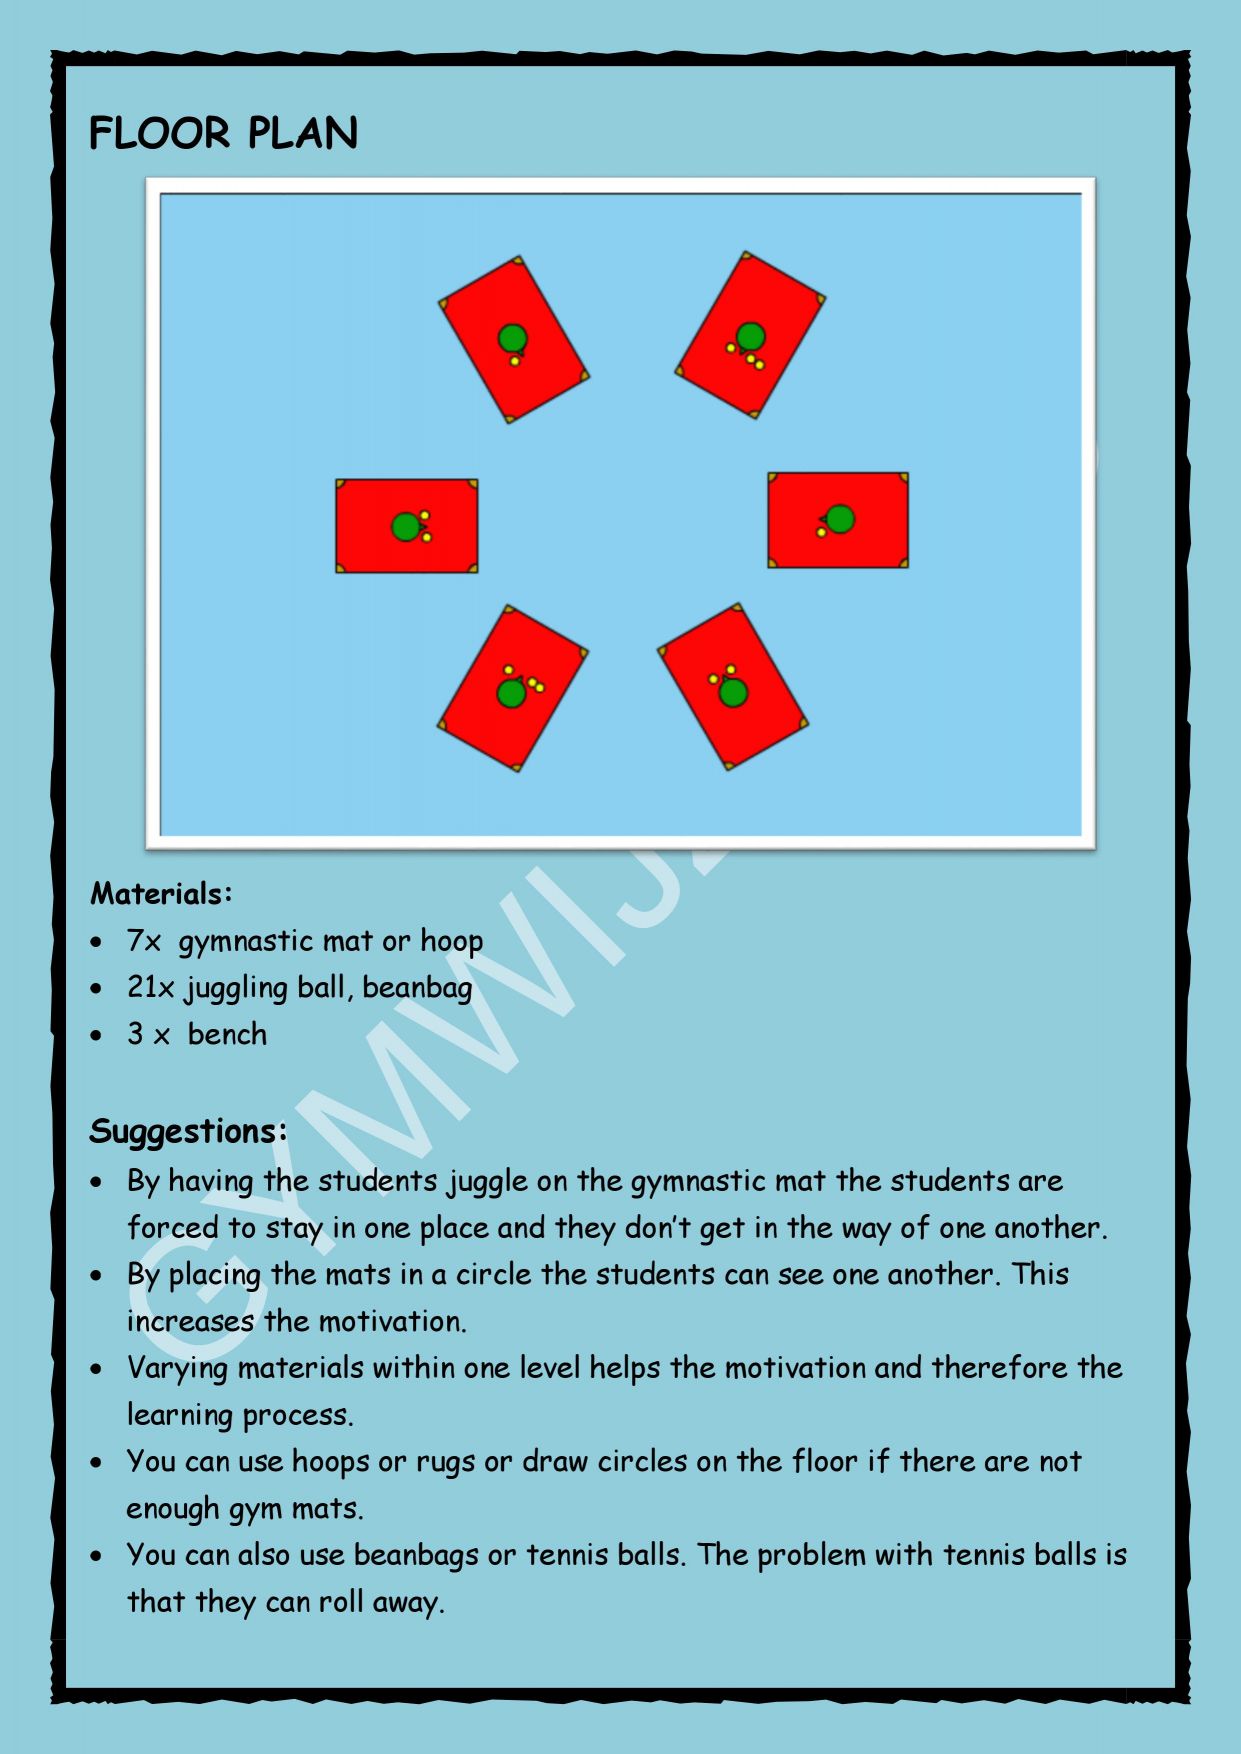 FLOOR PLAN
Materials:
• 7x gymnastic mat or hoop
• 21x juggling ball, beanbag
• 3 x bench
Suggestions:
• By having the students juggle on the gymnastic mat the students are
forced to stay in one place and they don't get in the way of one another.
• By placing the mats in a circle the students can see one another. This
increases the motivation.
• Varying materials within one level helps the motivation and therefore the
learning process.
• You can use hoops or rugs or draw circles on the floor if there are not
enough gym mats.
• You can also use beanbags or tennis balls. The problem with tennis balls is
that they can roll away.